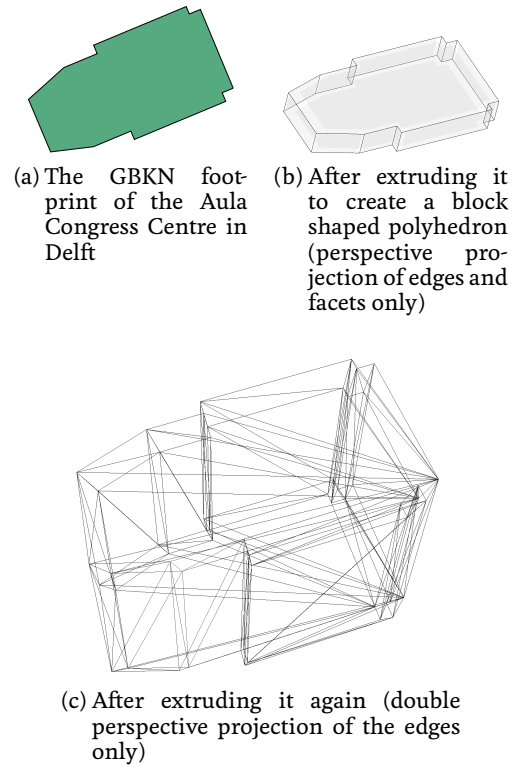 (a) The GBKN foot-
print of the Aula
Congress Centre in
Delft
(b) After extruding it
to create a block
shaped polyhedron
(perspective pro-
jection of edges and
facets only)
(c) After extruding it again (double
perspective projection of the edges
only)